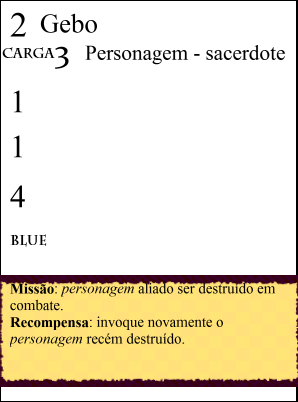 2 Gebo
CARGA 3 Personagem - sacerdote
1
1
4
BLUE
Missão: personagem aliado ser destruído em
combate.
Recompensa: invoque novamente o
personagem recém destruído.